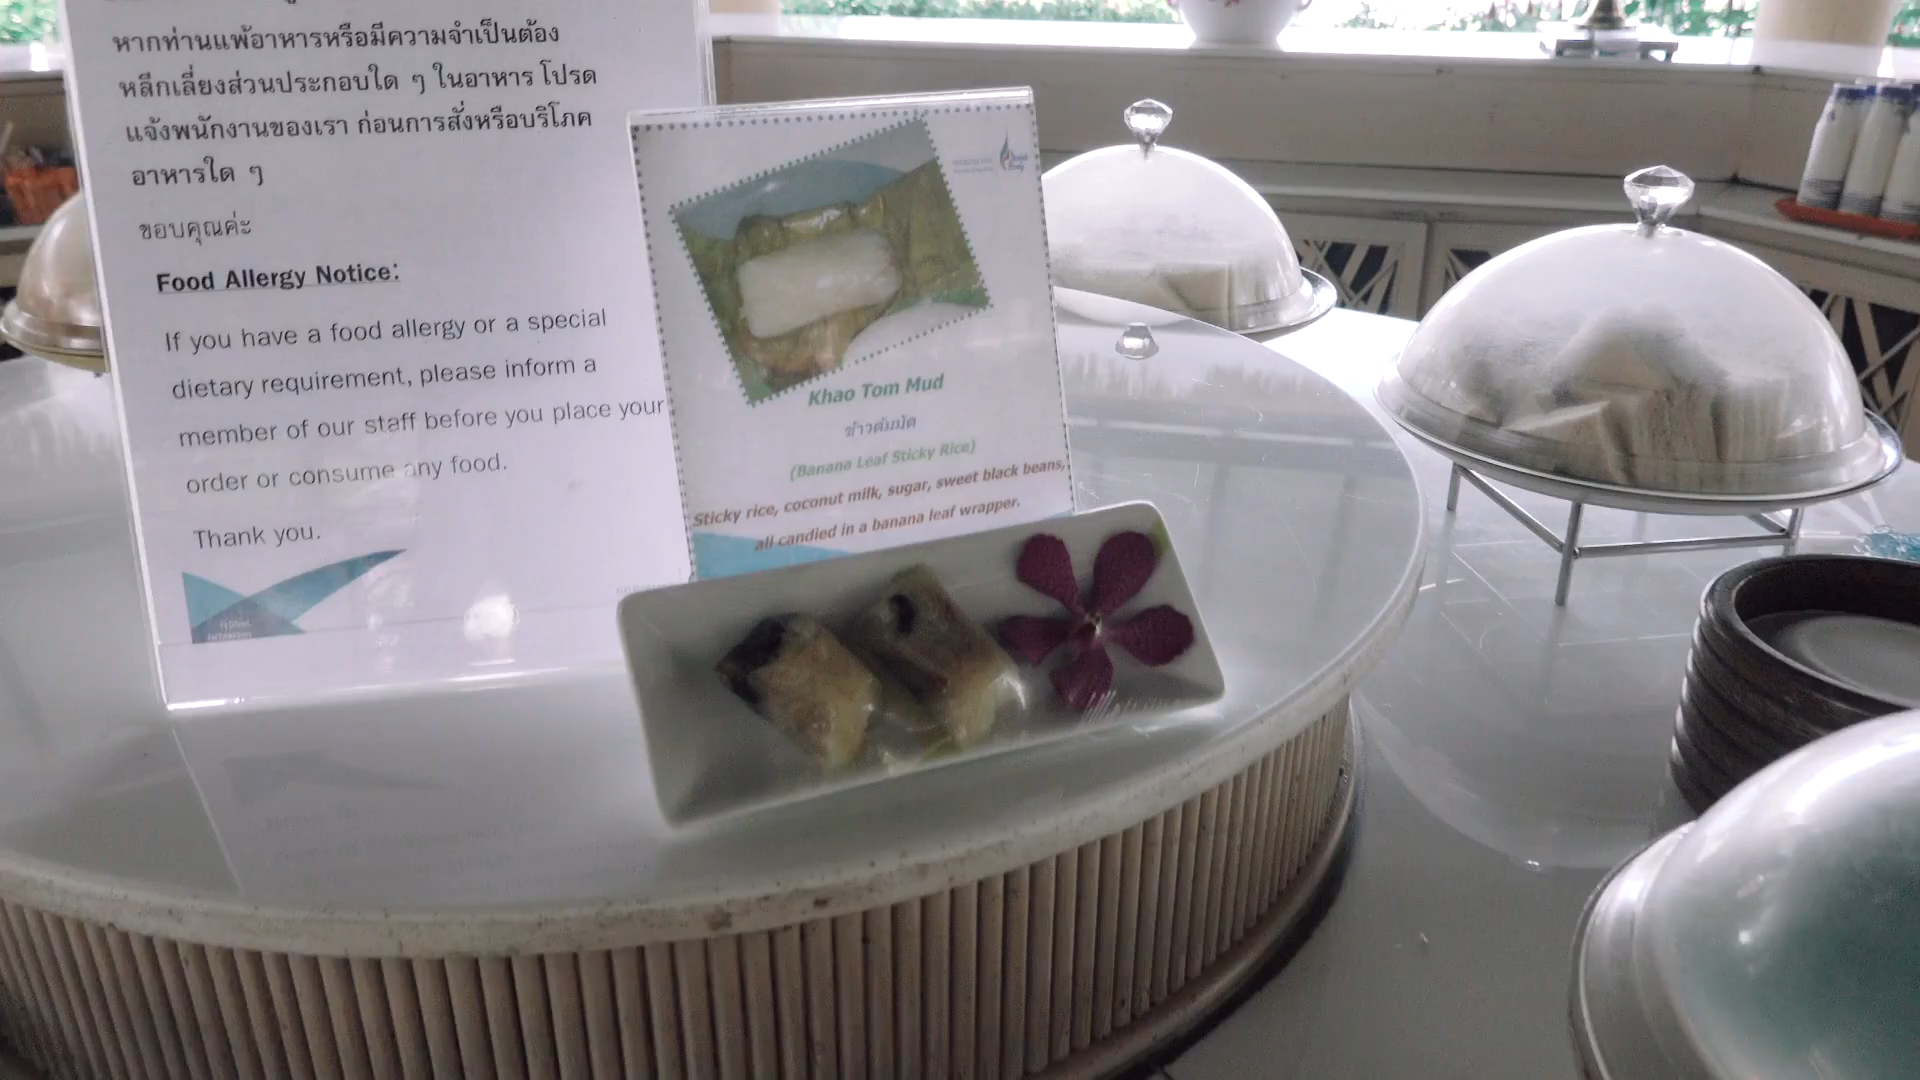 หากท่านแพ้อาหารหรือมีความจำเป็นต้อง
หลีกเลี่ยงส่วนประกอบใด ๆ ในอาหาร โปรด
แจ้งพนักงานของเรา ก่อนการสั่งหรือบริโภค
อาหารใด ๆ
ขอบคุณค่ะ
Food Allergy Notice:
If you have a food allergy or a special
dietary requirement, please inform a
member of our staff before you place your
order or consume any food.
Thank you.
Khao Tom Mud
ข้าวต้มมัด
(Banana Leaf Sticky Rice)
Sticky rice, coconut milk, sugar, sweet black beans,
all candied in a banana leaf wrapper.